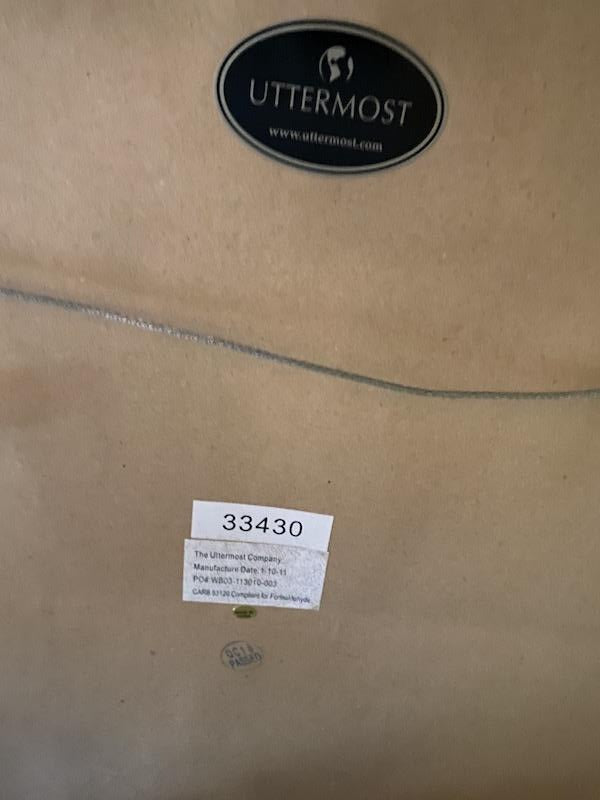 UTTERMOST
www.uttermost.com
33430
The Uttermost Company
Manufacture Date: 1-10-11
PO# WB03-113010-003
CARB 93120 Compliant for Formaldehyde
PASSED